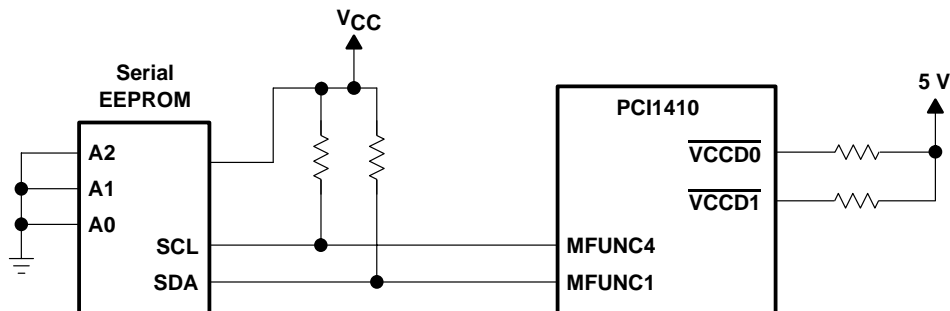 VCC
Serial
EEPROM
5 V
PCI1410
A2
VCCD0
A1
VCCD1
A0
SCL
MFUNC4
SDA
MFUNC1